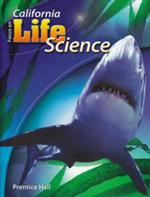 California
Focus on
Life
Science
Prentice Hall